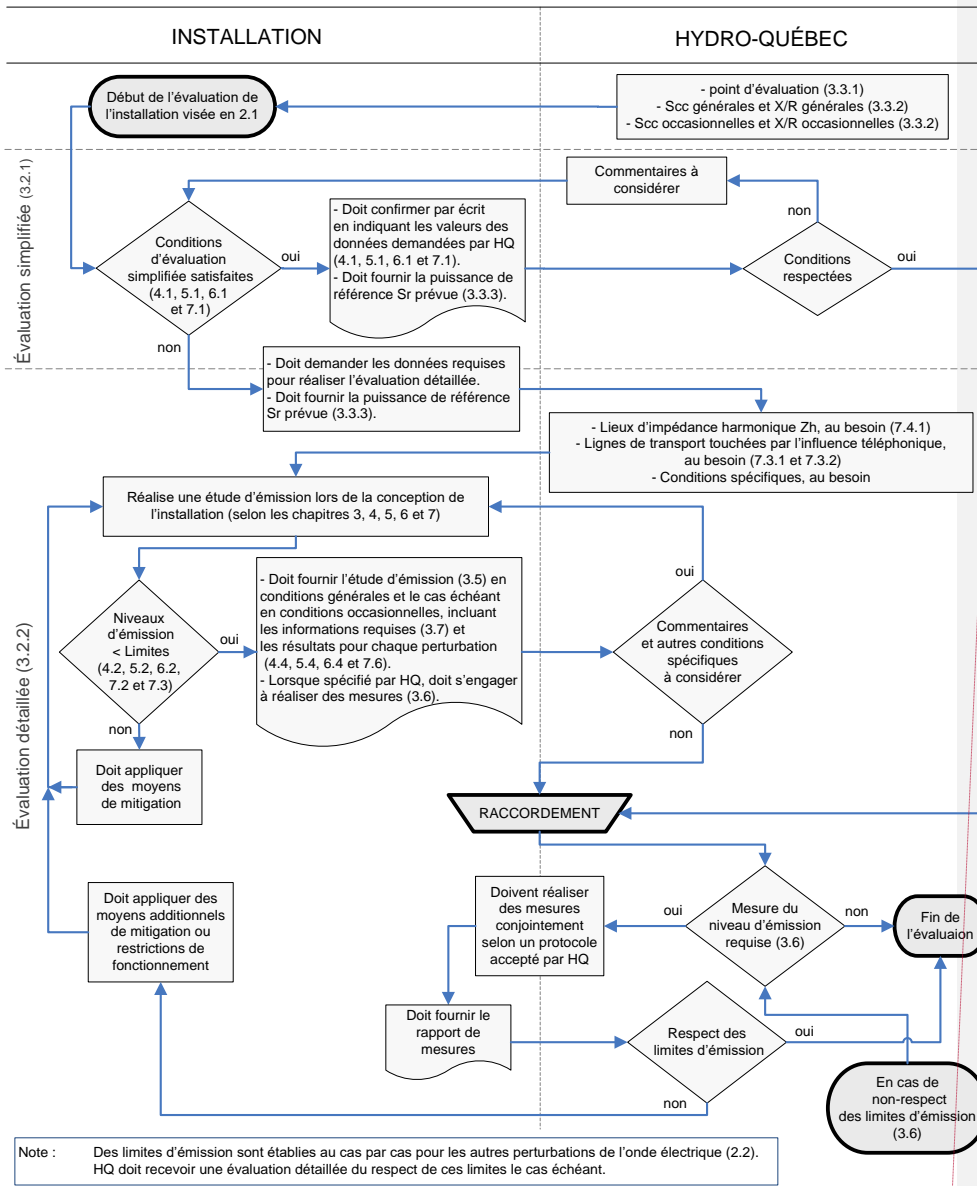 INSTALLATION
HYDRO-QUÉBEC
Début de l'évaluation de
l'installation visée en 2.1
- point d'évaluation (3.3.1)
- Scc générales et X/R générales (3.3.2)
- Scc occasionnelles et X/R occasionnelles (3.3.2)
Évaluation simplifiée (3.2.1)
Commentaires à
considérer
non
Conditions
d'évaluation
simplifiée satisfaites
(4.1, 5.1, 6.1
et 7.1)
oui
- Doit confirmer par écrit
en indiquant les valeurs des
données demandées par HQ
(4.1, 5.1, 6.1 et 7.1).
- Doit fournir la puissance de
référence Sr prévue (3.3.3).
Conditions
respectées
oui
non
- Doit demander les données requises
pour réaliser l'évaluation détaillée.
- Doit fournir la puissance de référence
Sr prévue (3.3.3).
- Lieux d'impédance harmonique Zh, au besoin (7.4.1)
- Lignes de transport touchées par l'influence téléphonique,
au besoin (7.3.1 et 7.3.2)
- Conditions spécifiques, au besoin
Évaluation détaillée (3.2.2)
Réalise une étude d'émission lors de la conception de
l'installation (selon les chapitres 3, 4, 5, 6 et 7)
oui
Niveaux
d'émission
< Limites
(4.2, 5.2, 6.2,
7.2 et 7.3)
oui
- Doit fournir l'étude d'émission (3.5) en
conditions générales et le cas échéant
en conditions occasionnelles, incluant
les informations requises (3.7) et
les résultats pour chaque perturbation
(4.4, 5.4, 6.4 et 7.6).
- Lorsque spécifié par HQ, doit s'engager
à réaliser des mesures (3.6).
Commentaires
et autres conditions
spécifiques
à considérer
non
non
Doit appliquer
des moyens
de mitigation
RACCORDEMENT
Doit appliquer des
moyens additionnels
de mitigation ou
restrictions de
fonctionnement
Doivent réaliser
des mesures
conjointement
selon un protocole
accepté par HQ
oui
Mesure du
niveau d'émission
requise (3.6)
non
Fin de
l'évaluaion
Doit fournir le
rapport de
mesures
Respect des
limites d'émission
oui
non
En cas de
non-respect
des limites d'émission
(3.6)
Note : Des limites d'émission sont établies au cas par cas pour les autres perturbations de l'onde électrique (2.2).
HQ doit recevoir une évaluation détaillée du respect de ces limites le cas échéant.